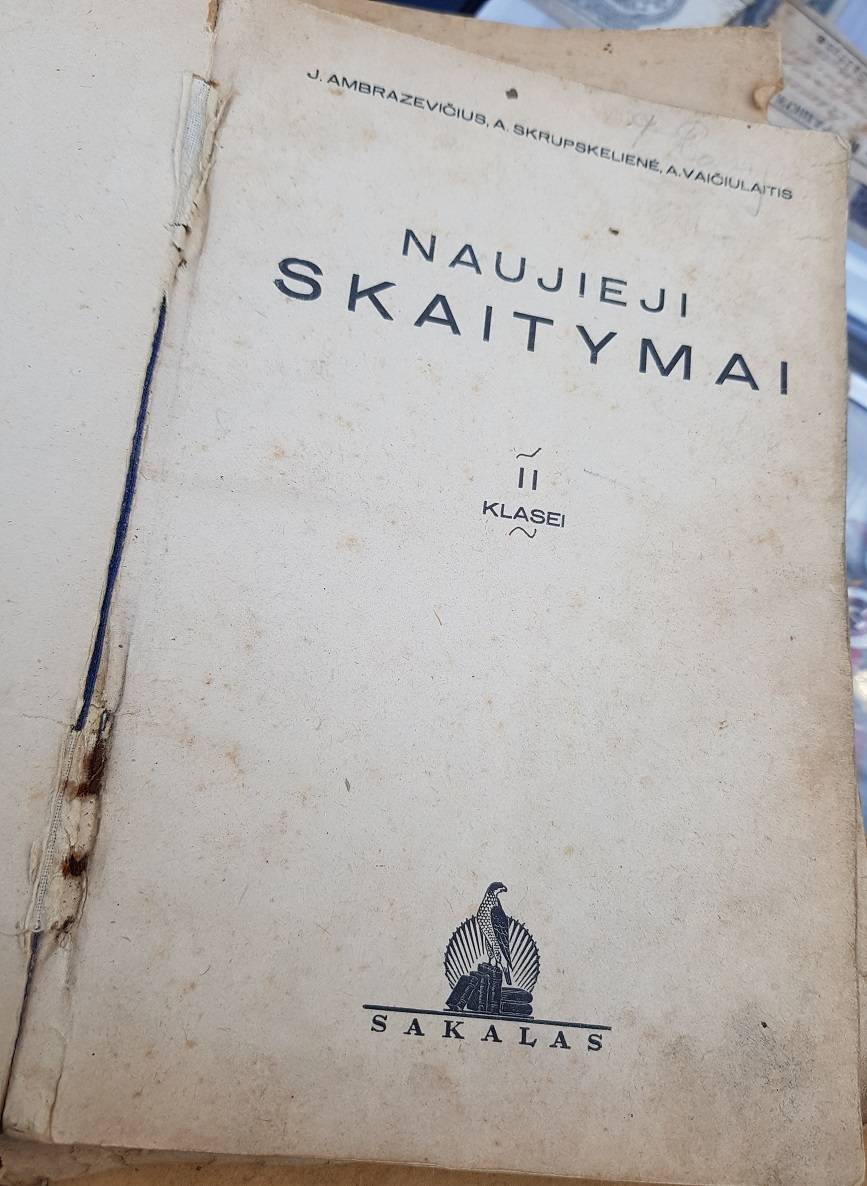 J. AMBRAZEVIČIUS, A. SKRUPSKELIENĖ, A. VAIČIULAITIS
NAUJIEJI
SKAITYMAI
II
KLASEI
SAKALAS